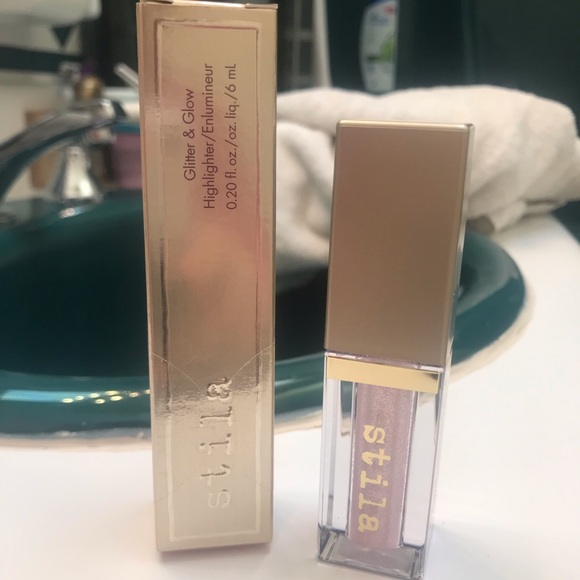 Glitter & Glow
Highlighter/Enlumineur
0.20 fl.oz./oz.liq./6 mL
stila
stila